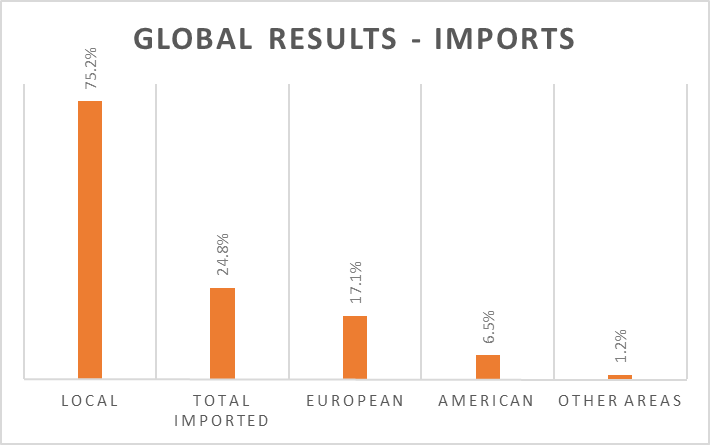 GLOBAL RESULTS - IMPORTS
75.2%
24.8%
17.1%
6.5%
1.2%
LOCAL
TOTAL
IMPORTED
EUROPEAN
AMERICAN
OTHER AREAS